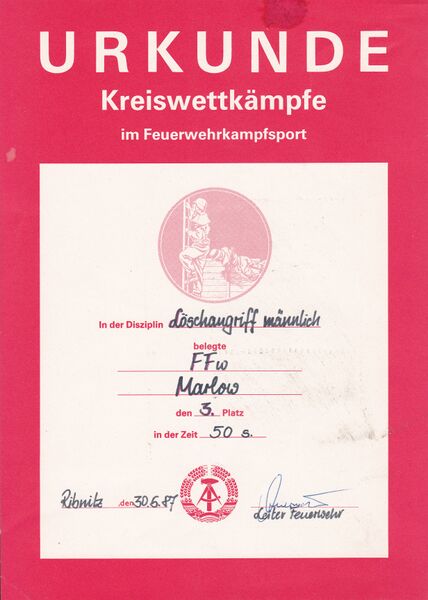 URKUNDE
Kreiswettkämpfe
im Feuerwehrkampfsport
In der Disziplin Löschangriff männlich
belegte
FFw
Marlow
den 3. Platz
in der Zeit 50 s.
Ribnitz, den 30.6.87
Leiter Feuerwehr